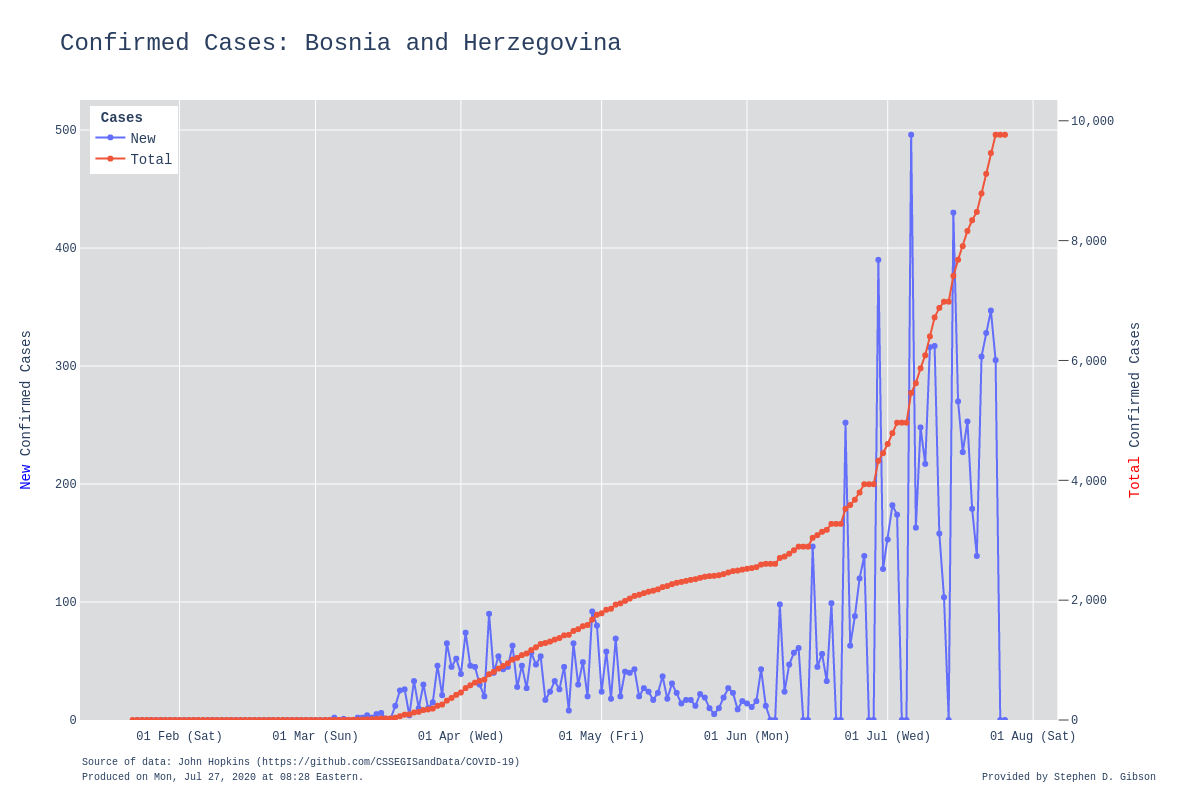 Confirmed Cases: Bosnia and Herzegovina
Cases
New
Total
500
400
300
200
100
0
10,000
8,000
6,000
4,000
2,000
0
New Confirmed Cases
Total Confirmed Cases
01 Feb (Sat)
01 Mar (Sun)
01 Apr (Wed)
01 May (Fri)
01 Jun (Mon)
01 Jul (Wed)
01 Aug (Sat)
Source of data: John Hopkins (https://github.com/CSSEGISandData/COVID-19)
Produced on Mon, Jul 27, 2020 at 08:28 Eastern.
Provided by Stephen D. Gibson